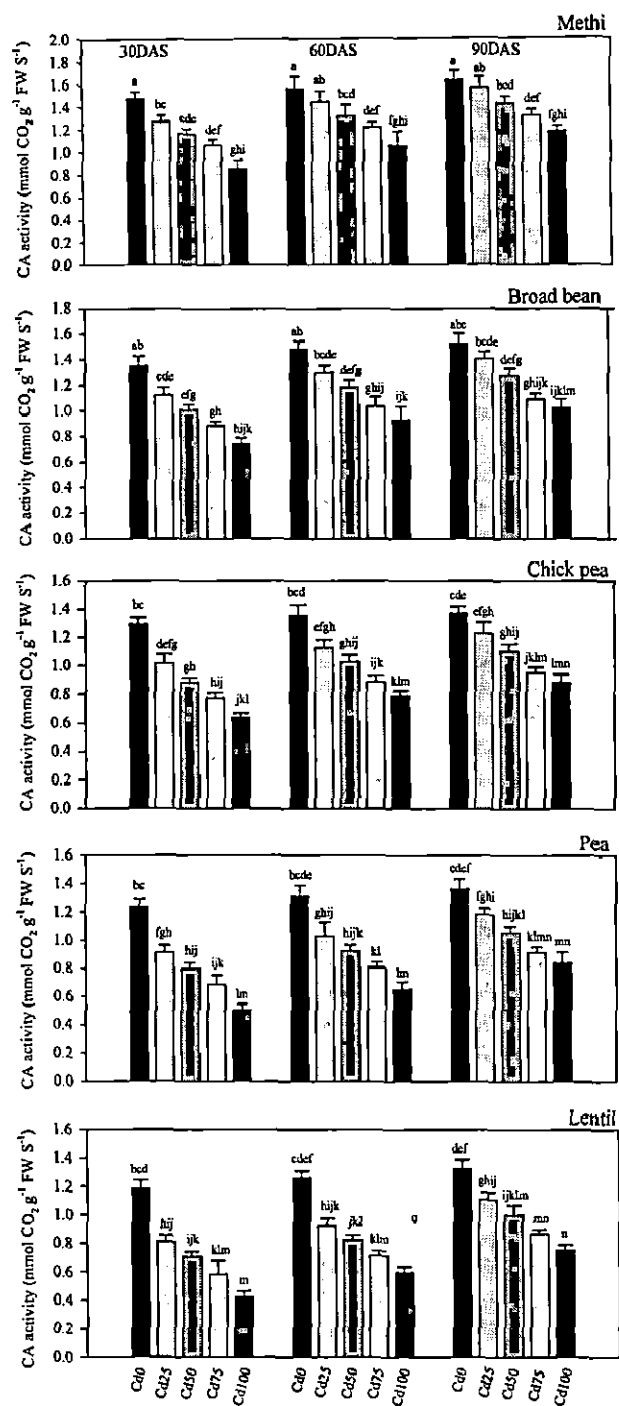 Methi
30DAS 60DAS 90DAS
CA activity (mmol CO₂ g⁻¹ FW S⁻¹)
2.0
1.8
1.6
1.4
1.2
1.0
0.8
0.6
0.4
0.2
0.0
a bc cde def ghi
a ab bcd def fghi
a ab bcd def fghi
Broad bean
CA activity (mmol CO₂ g⁻¹ FW S⁻¹)
1.8
1.6
1.4
1.2
1.0
0.8
0.6
0.4
0.2
0.0
ab cde efg gh hijk
ab bcde defg ghij ijk
abc bcde defg ghijk ijklm
Chick pea
CA activity (mmol CO₂ g⁻¹ FW S⁻¹)
1.6
1.4
1.2
1.0
0.8
0.6
0.4
0.2
0.0
bc defg gh hij jkl
bcd efgh ghij ijk klm
cde efgh ghij jklm lmn
Pea
CA activity (mmol CO₂ g⁻¹ FW S⁻¹)
1.6
1.4
1.2
1.0
0.8
0.6
0.4
0.2
0.0
bc fgh hij ijk lm
bcde ghij hijk kl lm
cdef fghi hijkl klmn mn
Lentil
CA activity (mmol CO₂ g⁻¹ FW S⁻¹)
1.6
1.4
1.2
1.0
0.8
0.6
0.4
0.2
0.0
bcd hij ijk klm m
cdef hijk jkl klm
def ghij ijklm mn n
Cd0 Cd25 Cd50 Cd75 Cd100
Cd0 Cd25 Cd50 Cd75 Cd100
Cd0 Cd25 Cd50 Cd75 Cd100